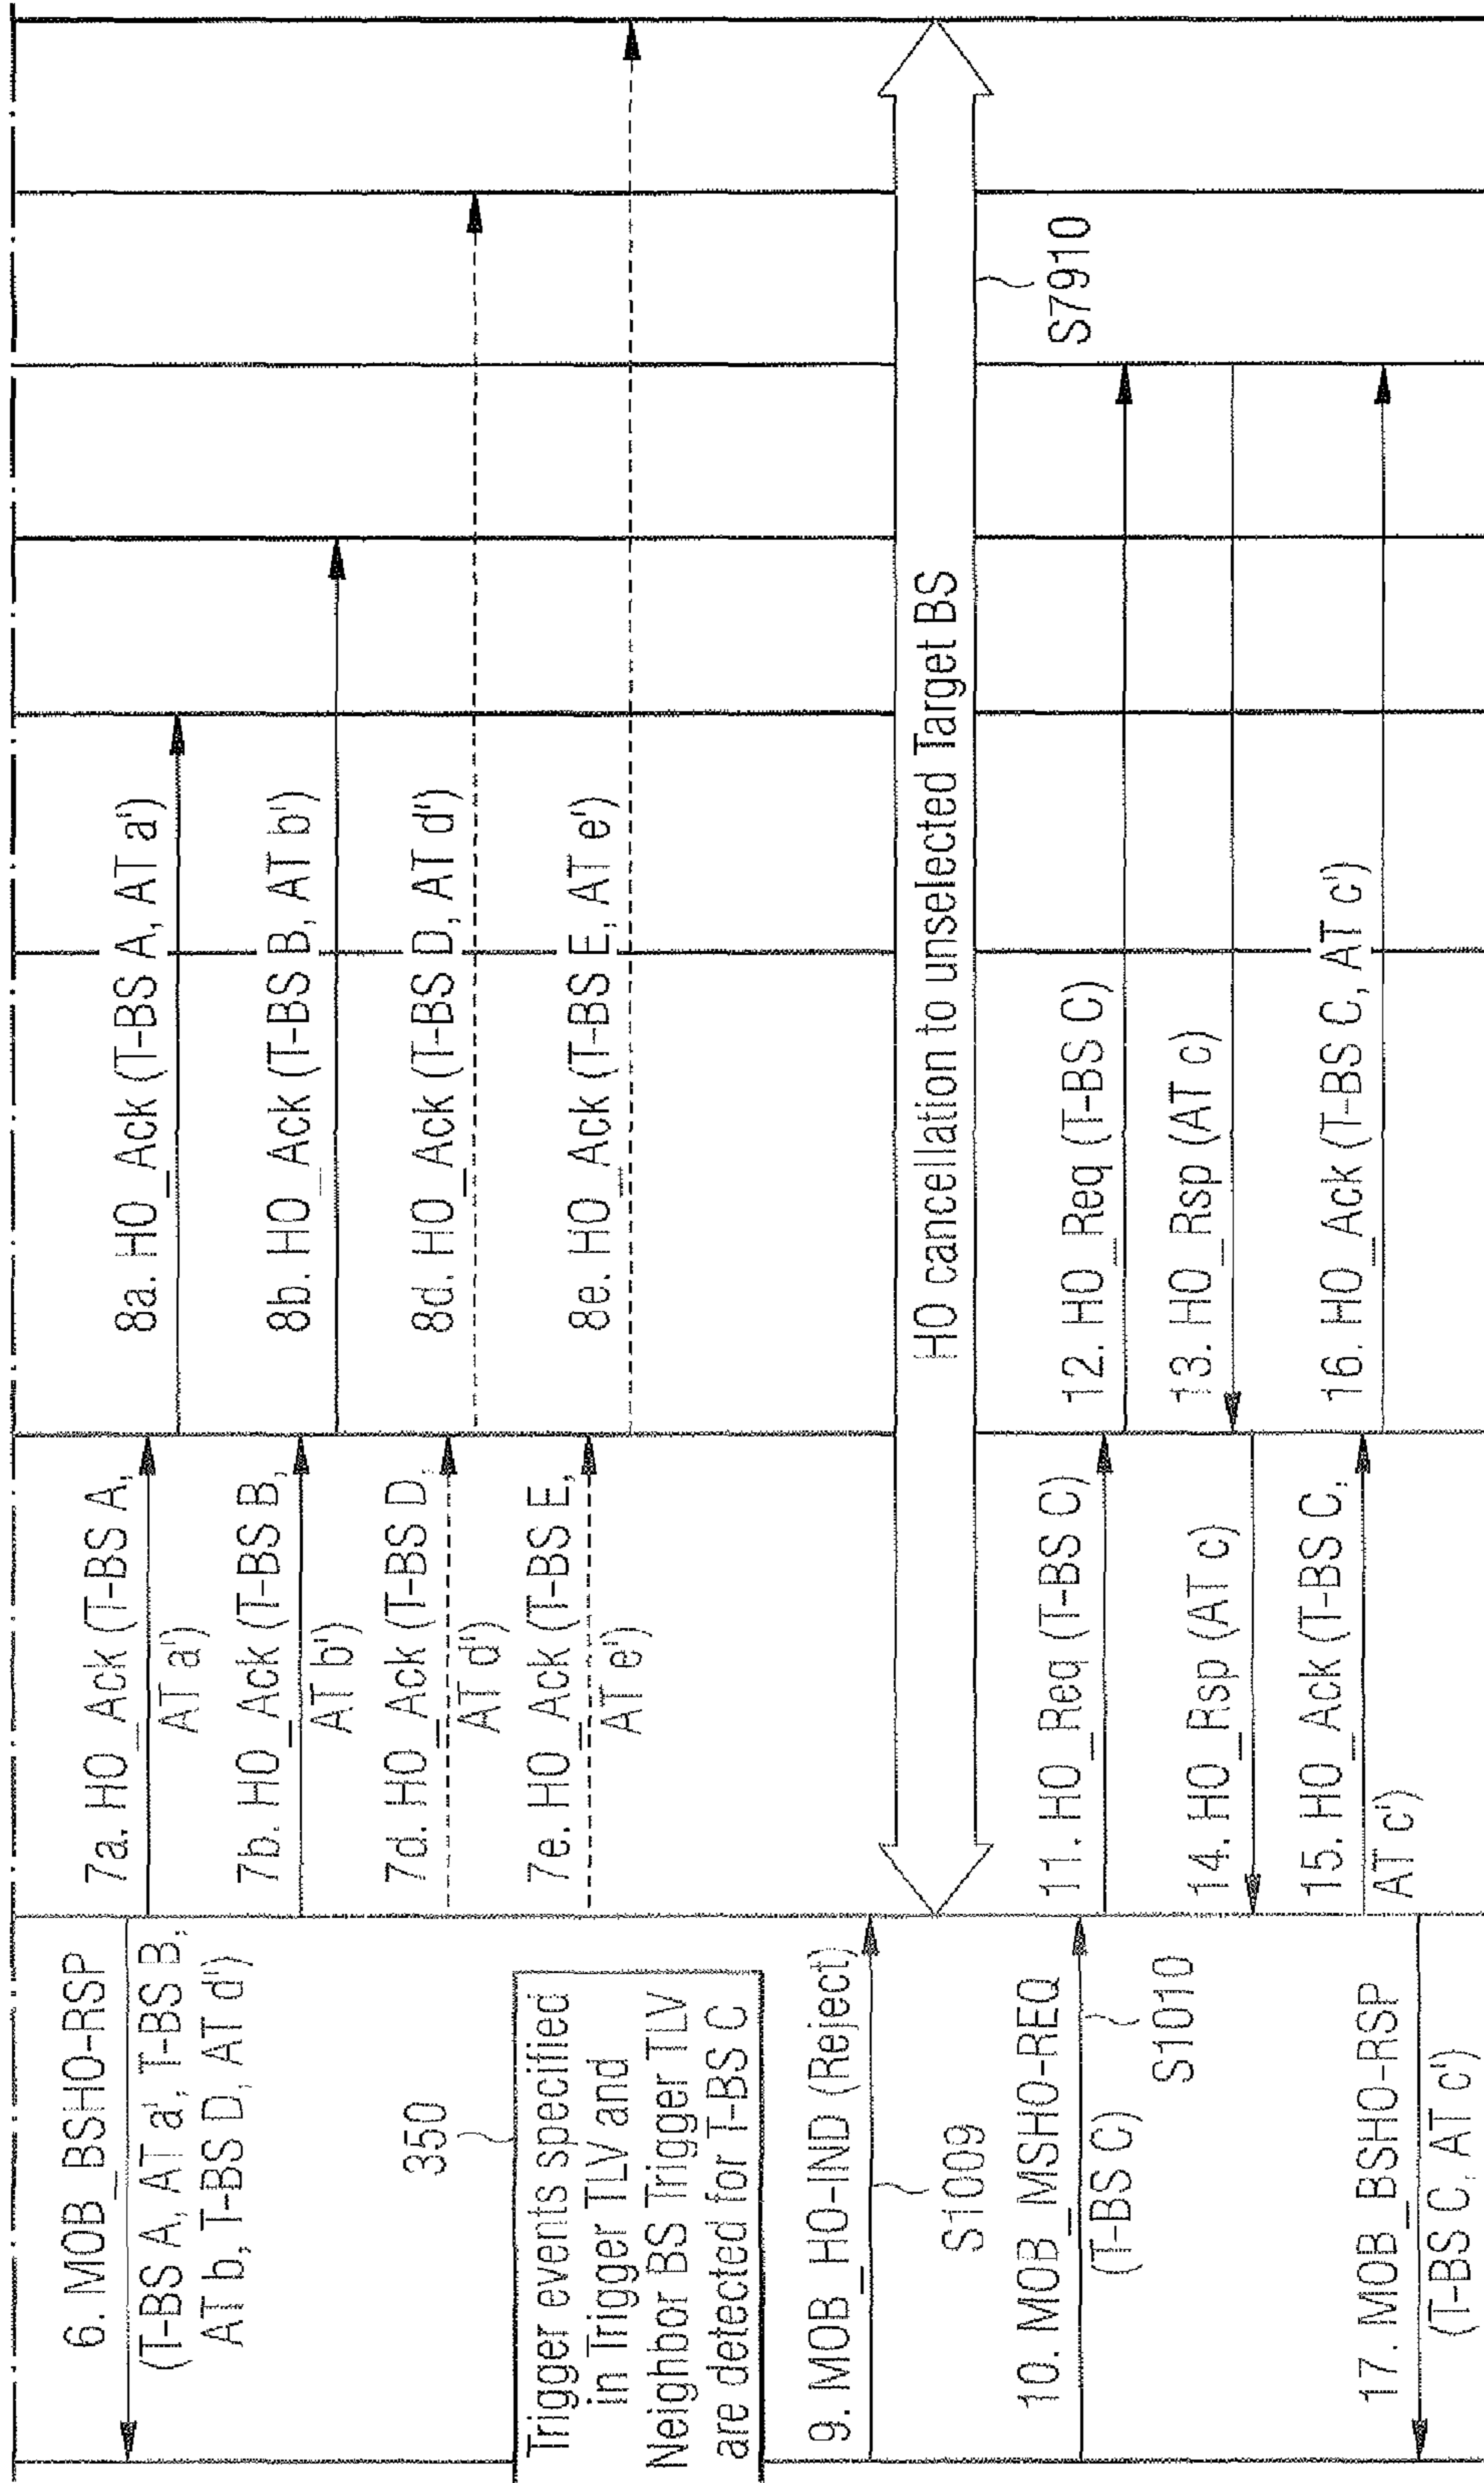 6. MOB_BSHO-RSP
(T-BS A, AT a', T-BS B,
AT b, T-BS D, AT d')
7a. HO_Ack (T-BS A,
AT a')
8a. HO_Ack (T-BS A, AT a')
7b. HO_Ack (T-BS B,
AT b')
8b. HO_Ack (T-BS B, AT b')
7d. HO_Ack (T-BS D,
AT d')
8d. HO_Ack (T-BS D, AT d')
7e. HO_Ack (T-BS E,
AT e')
8e. HO_Ack (T-BS E, AT e')
350
Trigger events specified
in Trigger TLV and
Neighbor BS Trigger TLV
are detected for T-BS C
9. MOB_HO-IND (Reject)
S1009
HO cancellation to unselected Target BS
S7910
10. MOB_MSHO-REQ
(T-BS C)
S1010
11. HO_Req (T-BS C)
12. HO_Req (T-BS C)
13. HO_Rsp (AT c)
14. HO_Rsp (AT c)
15. HO_Ack (T-BS C,
AT c')
16. HO_Ack (T-BS C, AT c')
17. MOB_BSHO-RSP
(T-BS C, AT c')